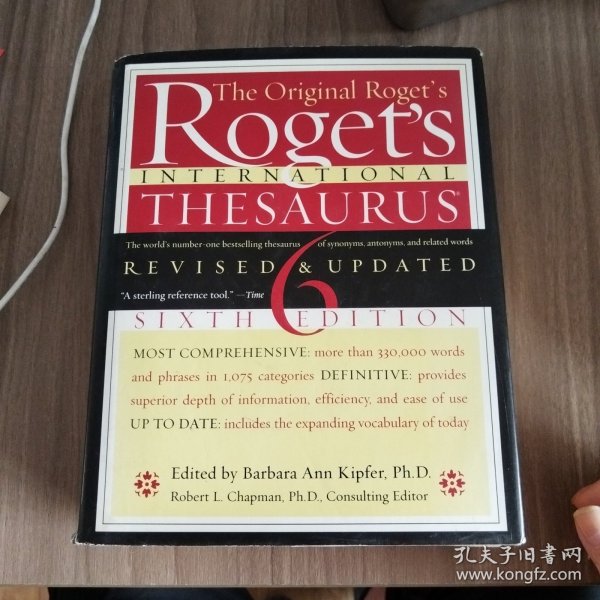 The Original Roget's
Roget's
INTERNATIONAL
THESAURUS®
The world's number-one bestselling thesaurus of synonyms, antonyms, and related words
REVISED & UPDATED
"A sterling reference tool." —Time
6
SIXTH EDITION
MOST COMPREHENSIVE: more than 330,000 words
and phrases in 1,075 categories DEFINITIVE: provides
superior depth of information, efficiency, and ease of use
UP TO DATE: includes the expanding vocabulary of today
Edited by Barbara Ann Kipfer, Ph.D.
Robert L. Chapman, Ph.D., Consulting Editor
孔夫子旧书网
www.kongfz.com